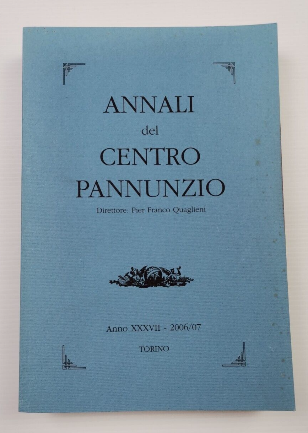 ANNALI
del
CENTRO
PANNUNZIO
Direttore: Pier Franco Quaglieni
Anno XXXVII - 2006/07
TORINO